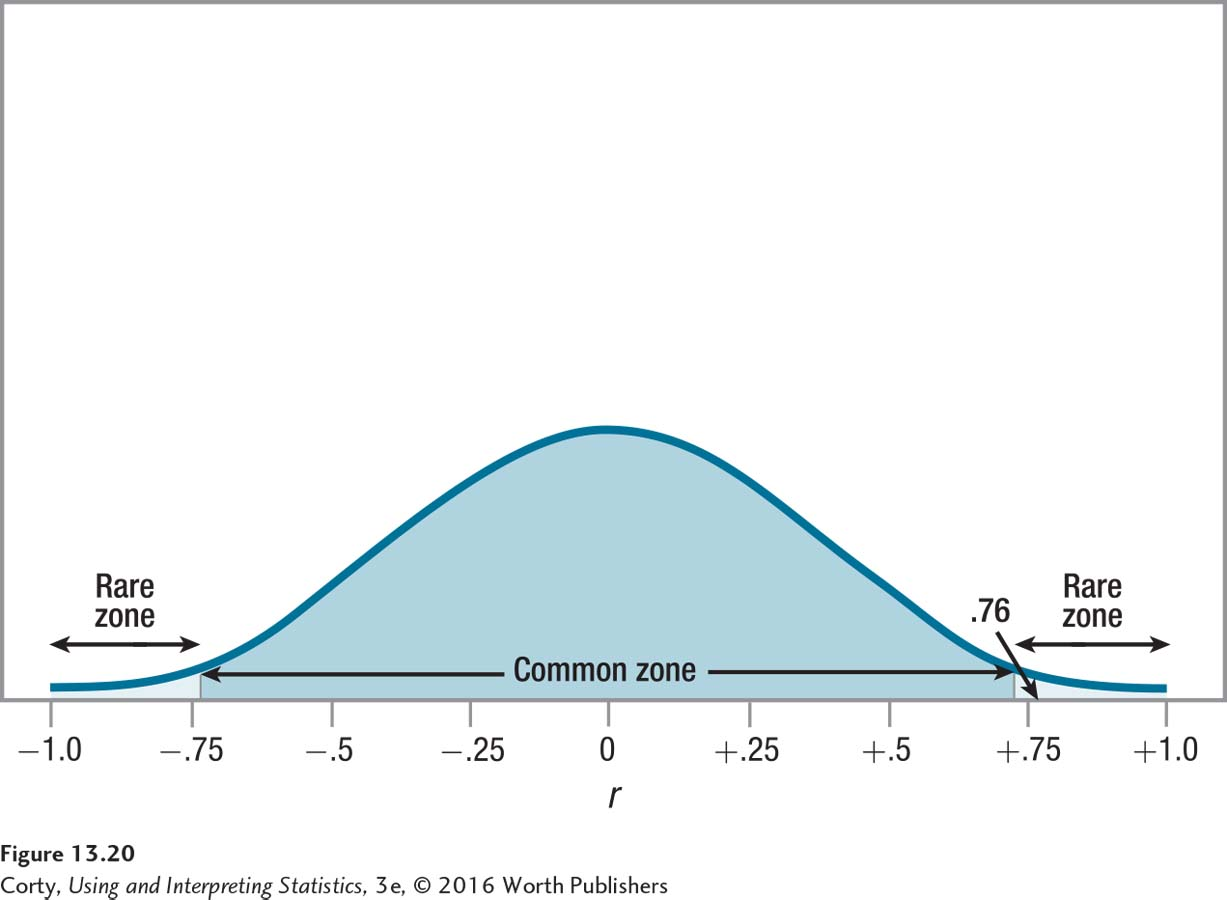 Rare
zone
Rare
zone
.76
Common zone
−1.0 −.75 −.5 −.25 0 +.25 +.5 +.75 +1.0
r
Figure 13.20
Corty, Using and Interpreting Statistics, 3e, © 2016 Worth Publishers